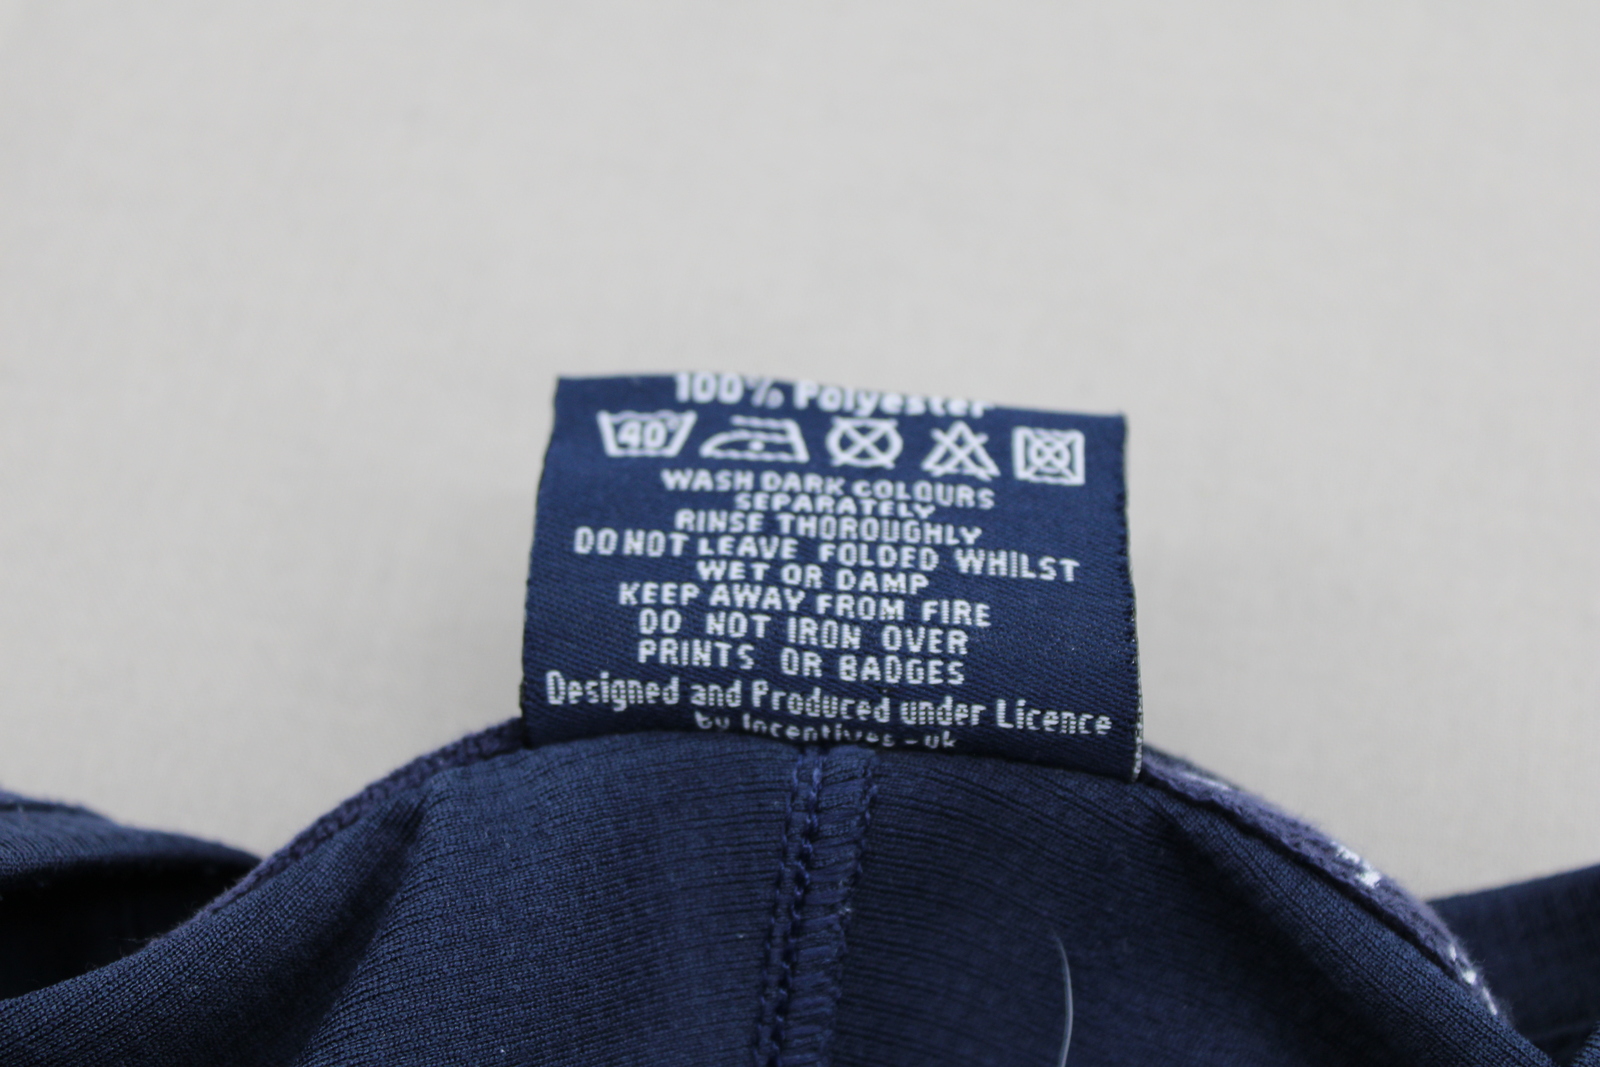 100% Polyester
40°
WASH DARK COLOURS
SEPARATELY
RINSE THOROUGHLY
DO NOT LEAVE FOLDED WHILST
WET OR DAMP
KEEP AWAY FROM FIRE
DO NOT IRON OVER
PRINTS OR BADGES
Designed and Produced under Licence
by Incentives-uk